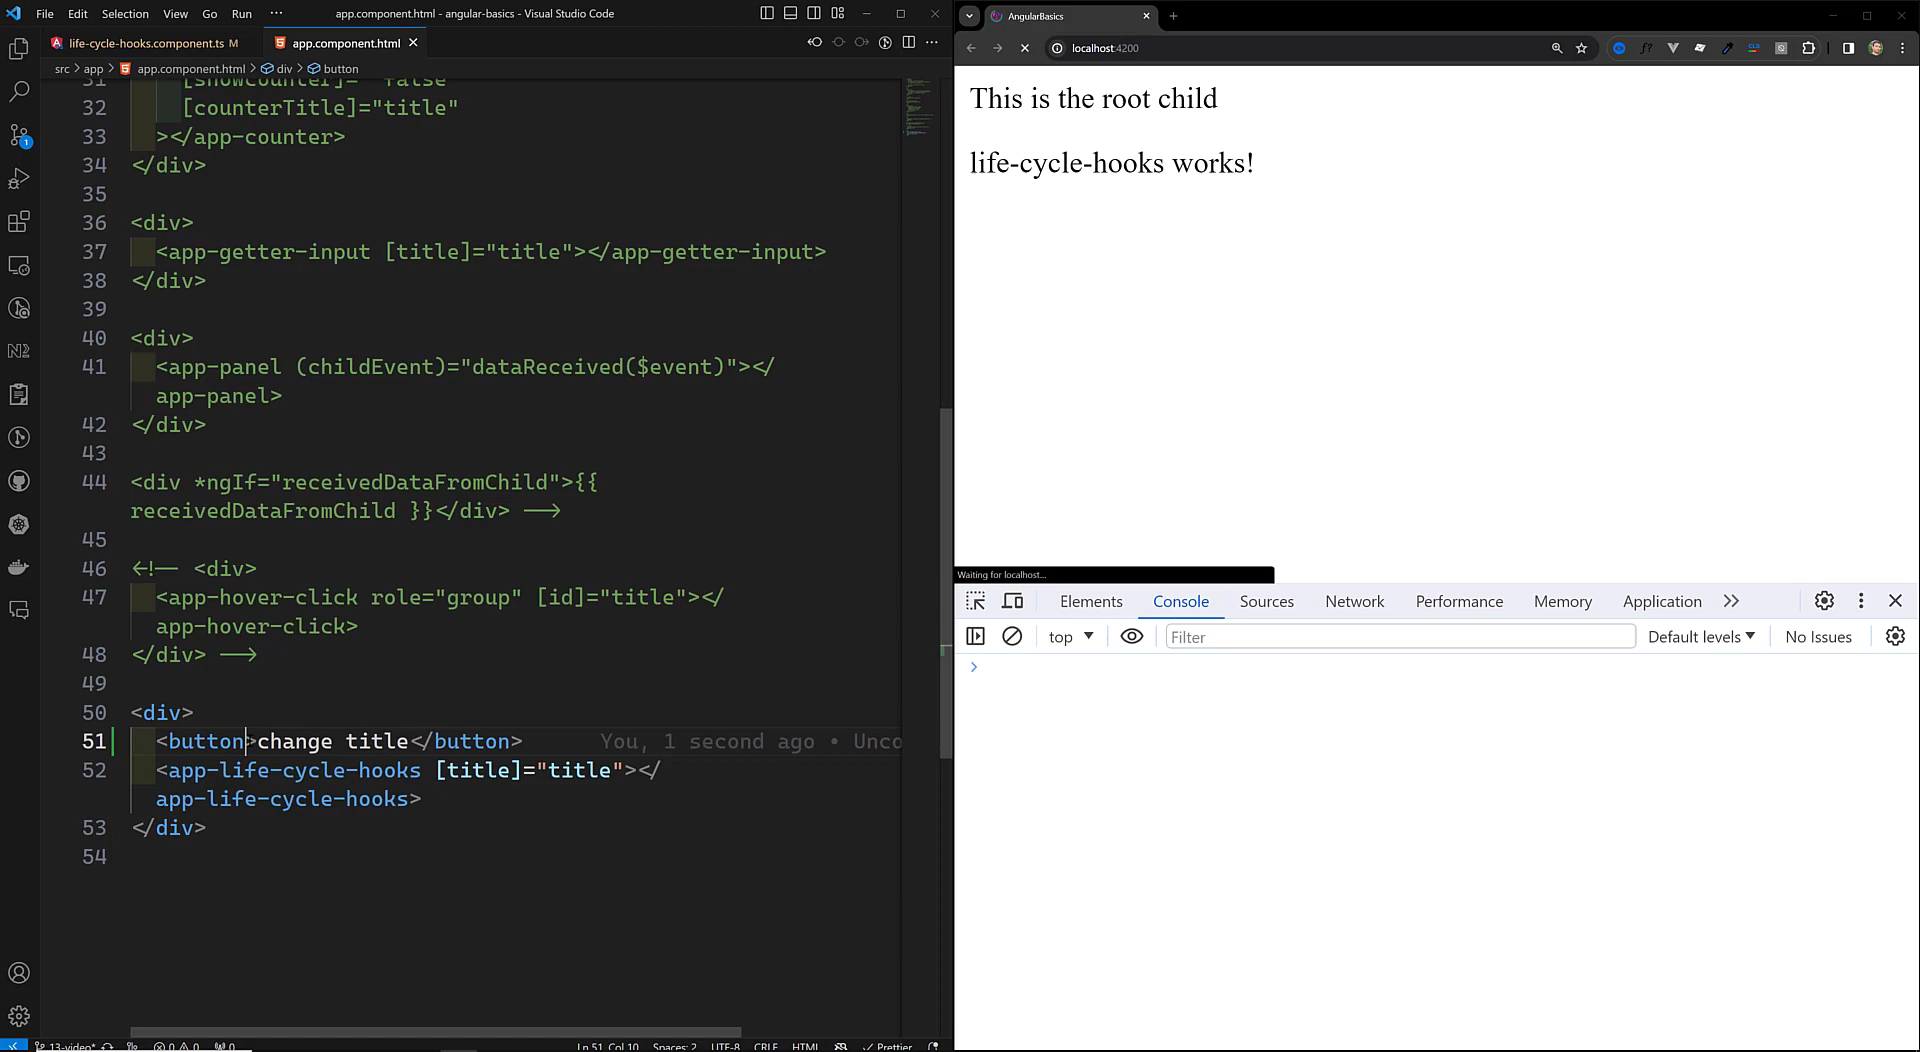 File Edit Selection View Go Run ··· app.component.html - angular-basics - Visual Studio Code
life-cycle-hooks.component.ts M app.component.html
src > app > app.component.html > div > button
31 [showCounter]="false"
32 [counterTitle]="title"
33 ></app-counter>
34 </div>
35
36 <div>
37 <app-getter-input [title]="title"></app-getter-input>
38 </div>
39
40 <div>
41 <app-panel (childEvent)="dataReceived($event)"></
app-panel>
42 </div>
43
44 <div *ngIf="receivedDataFromChild">{{
receivedDataFromChild }}</div> -->
45
46 <!-- <div>
47 <app-hover-click role="group" [id]="title"></
app-hover-click>
48 </div> -->
49
50 <div>
51 <button>change title</button> You, 1 second ago • Unco
52 <app-life-cycle-hooks [title]="title"></
app-life-cycle-hooks>
53 </div>
54
13-video* 0 0 0 Ln 51, Col 10 Spaces: 2 UTF-8 CRLF HTML Prettier
AngularBasics
localhost:4200
This is the root child
life-cycle-hooks works!
Waiting for localhost...
Elements Console Sources Network Performance Memory Application
top Filter Default levels No Issues